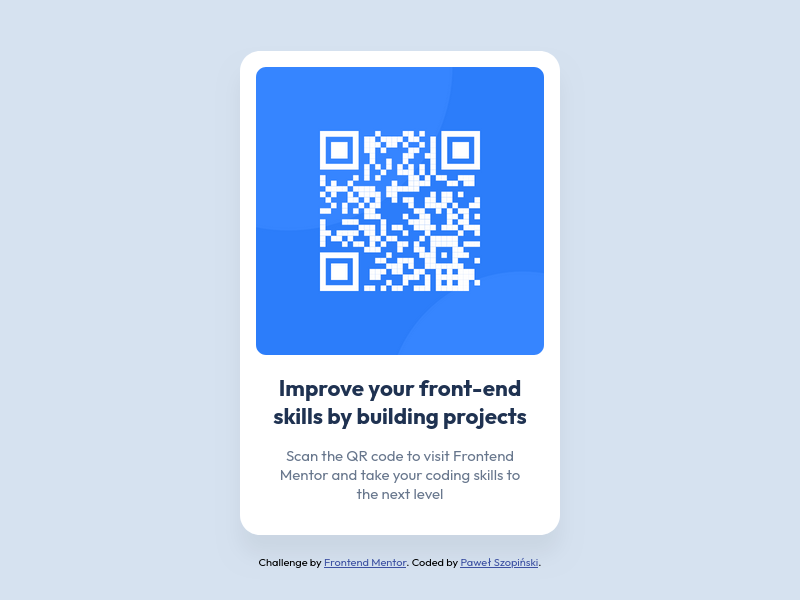 Improve your front-end
skills by building projects
Scan the QR code to visit Frontend
Mentor and take your coding skills to
the next level
Challenge by Frontend Mentor. Coded by Paweł Szopiński.